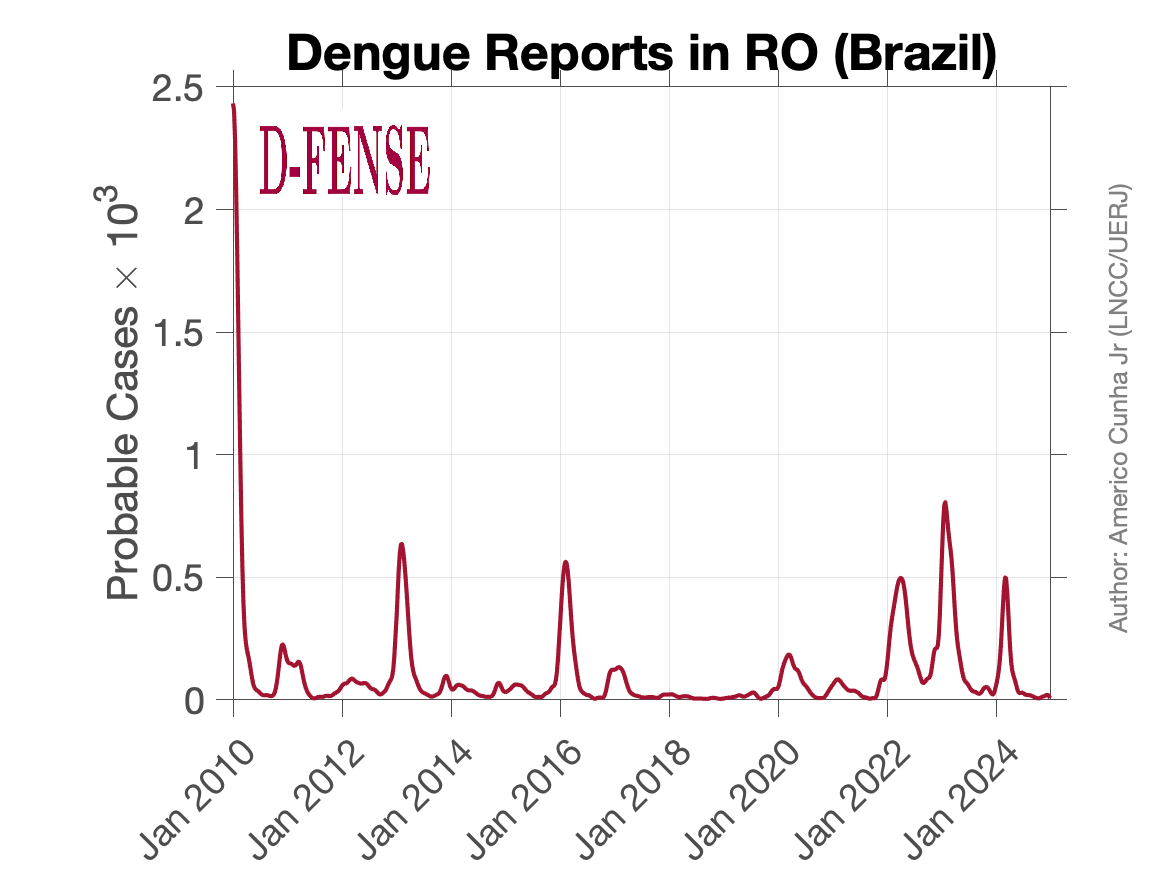 Dengue Reports in RO (Brazil)
D-FENSE
Probable Cases × 10³
2.5
2
1.5
1
0.5
0
Jan 2010
Jan 2012
Jan 2014
Jan 2016
Jan 2018
Jan 2020
Jan 2022
Jan 2024
Author: Americo Cunha Jr (LNCC/UERJ)